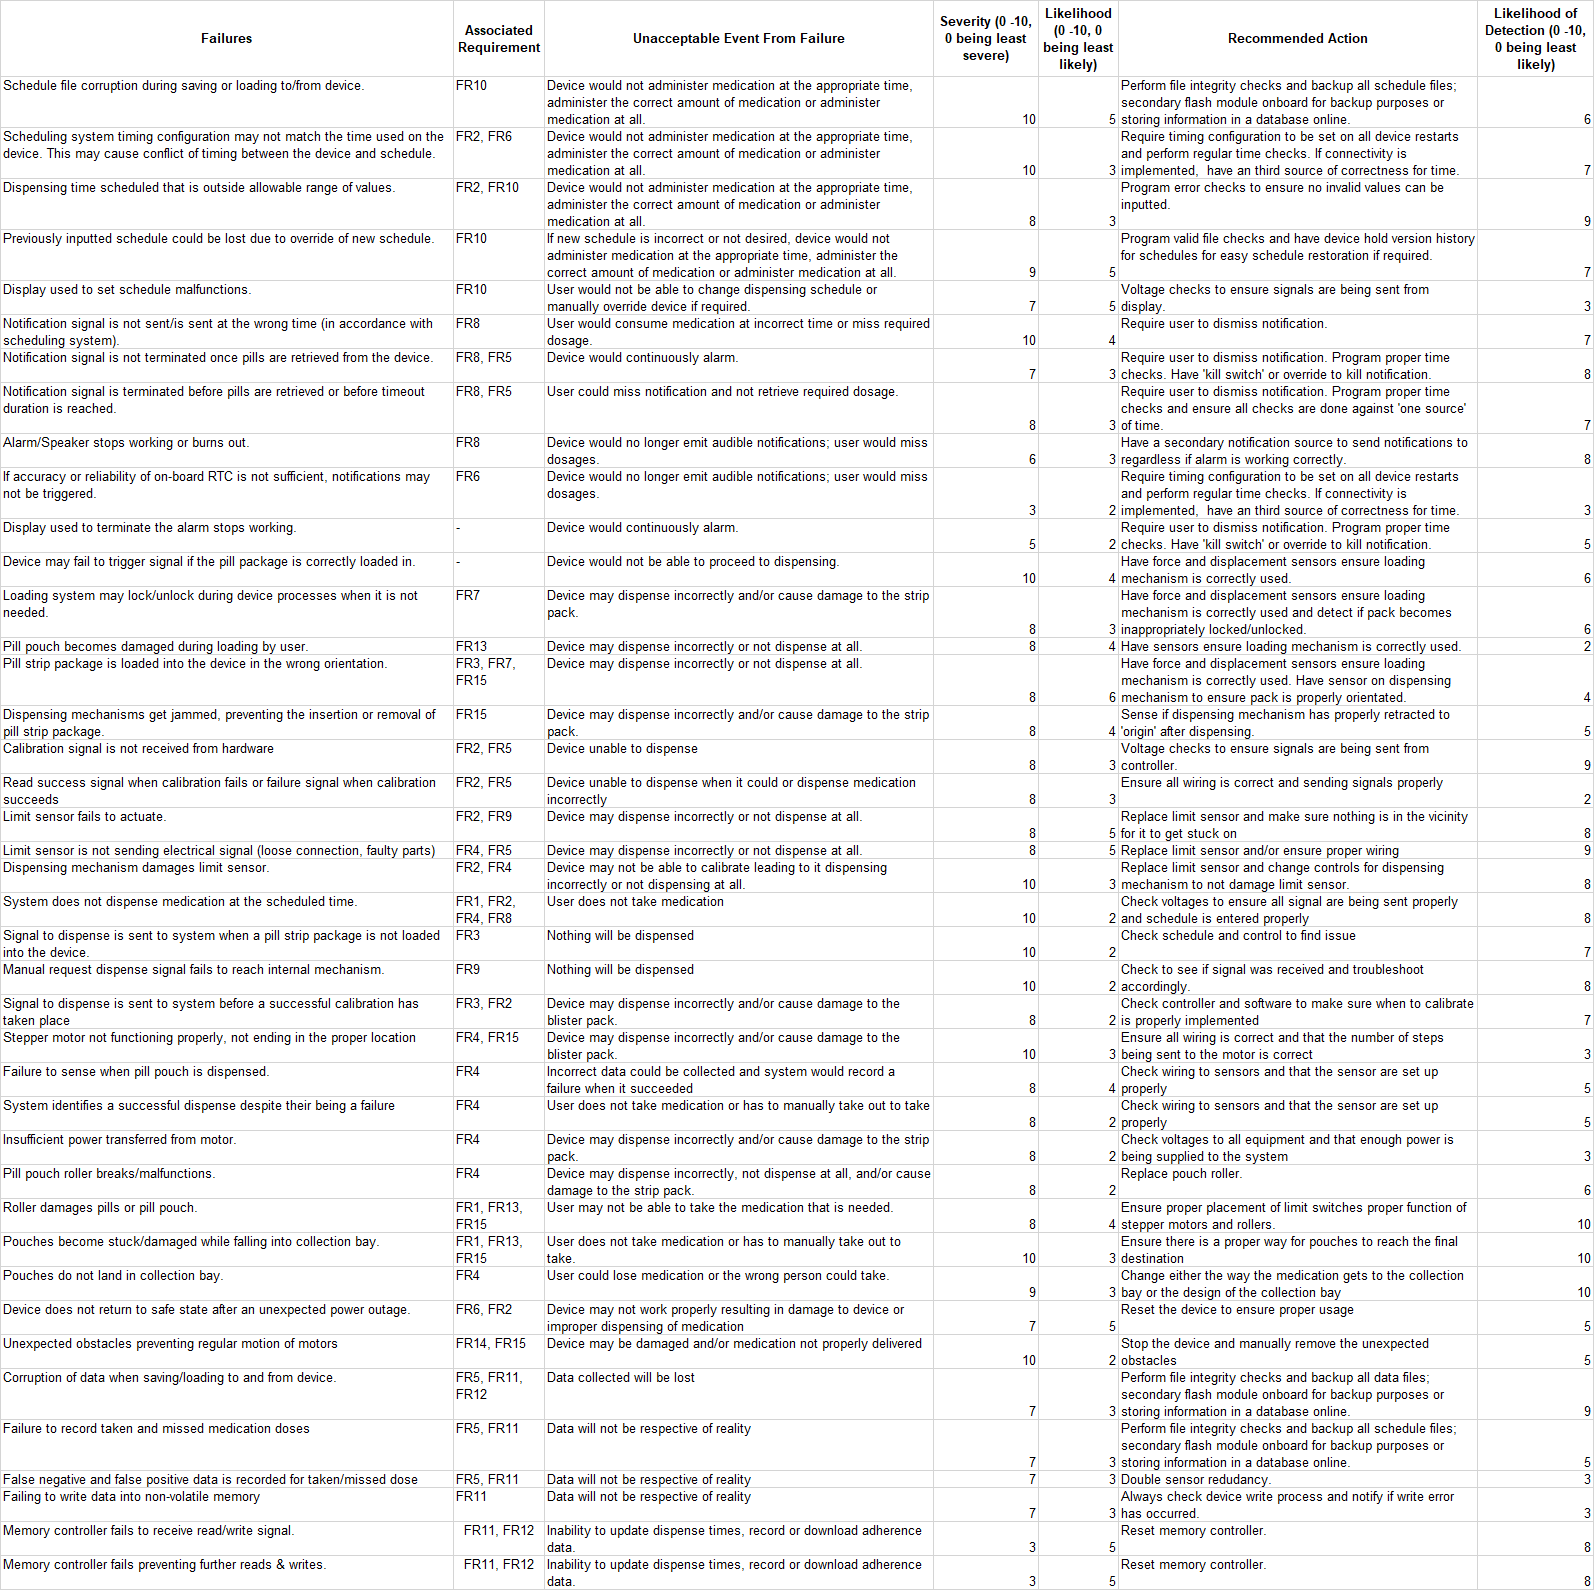 Failures
Associated
Requirement
Unacceptable Event From Failure
Severity (0 -10,
0 being least
severe)
Likelihood
(0 -10, 0
being least
likely)
Recommended Action
Likelihood of
Detection (0 -10,
0 being least
likely)
Schedule file corruption during saving or loading to/from device.
FR10
Device would not administer medication at the appropriate time,
administer the correct amount of medication or administer
medication at all.
10
5
Perform file integrity checks and backup all schedule files;
secondary flash module onboard for backup purposes or
storing information in a database online.
6
Scheduling system timing configuration may not match the time used on the
device. This may cause conflict of timing between the device and schedule.
FR2, FR6
Device would not administer medication at the appropriate time,
administer the correct amount of medication or administer
medication at all.
10
3
Require timing configuration to be set on all device restarts
and perform regular time checks. If connectivity is
implemented,  have an third source of correctness for time.
7
Dispensing time scheduled that is outside allowable range of values.
FR2, FR10
Device would not administer medication at the appropriate time,
administer the correct amount of medication or administer
medication at all.
8
3
Program error checks to ensure no invalid values can be
inputted.
9
Previously inputted schedule could be lost due to override of new schedule.
FR10
If new schedule is incorrect or not desired, device would not
administer medication at the appropriate time, administer the
correct amount of medication or administer medication at all.
9
5
Program valid file checks and have device hold version history
for schedules for easy schedule restoration if required.
7
Display used to set schedule malfunctions.
FR10
User would not be able to change dispensing schedule or
manually override device if required.
7
5
Voltage checks to ensure signals are being sent from
display.
3
Notification signal is not sent/is sent at the wrong time (in accordance with
scheduling system).
FR8
User would consume medication at incorrect time or miss required
dosage.
10
4
Require user to dismiss notification.
7
Notification signal is not terminated once pills are retrieved from the device.
FR8, FR5
Device would continuously alarm.
7
3
Require user to dismiss notification. Program proper time
checks. Have 'kill switch' or override to kill notification.
8
Notification signal is terminated before pills are retrieved or before timeout
duration is reached.
FR8, FR5
User could miss notification and not retrieve required dosage.
8
3
Require user to dismiss notification. Program proper time
checks and ensure all checks are done against 'one source'
of time.
7
Alarm/Speaker stops working or burns out.
FR8
Device would no longer emit audible notifications; user would miss
dosages.
6
3
Have a secondary notification source to send notifications to
regardless if alarm is working correctly.
8
If accuracy or reliability of on-board RTC is not sufficient, notifications may
not be triggered.
FR6
Device would no longer emit audible notifications; user would miss
dosages.
3
2
Require timing configuration to be set on all device restarts
and perform regular time checks. If connectivity is
implemented,  have an third source of correctness for time.
3
Display used to terminate the alarm stops working.
-
Device would continuously alarm.
5
2
Require user to dismiss notification. Program proper time
checks. Have 'kill switch' or override to kill notification.
5
Device may fail to trigger signal if the pill package is correctly loaded in.
-
Device would not be able to proceed to dispensing.
10
4
Have force and displacement sensors ensure loading
mechanism is correctly used.
6
Loading system may lock/unlock during device processes when it is not
needed.
FR7
Device may dispense incorrectly and/or cause damage to the strip
pack.
8
3
Have force and displacement sensors ensure loading
mechanism is correctly used and detect if pack becomes
inappropriately locked/unlocked.
6
Pill pouch becomes damaged during loading by user.
FR13
Device may dispense incorrectly or not dispense at all.
8
4
Have sensors ensure loading mechanism is correctly used.
2
Pill strip package is loaded into the device in the wrong orientation.
FR3, FR7,
FR15
Device may dispense incorrectly or not dispense at all.
8
6
Have force and displacement sensors ensure loading
mechanism is correctly used. Have sensor on dispensing
mechanism to ensure pack is properly orientated.
4
Dispensing mechanisms get jammed, preventing the insertion or removal of
pill strip package.
FR15
Device may dispense incorrectly and/or cause damage to the strip
pack.
8
4
Sense if dispensing mechanism has properly retracted to
'origin' after dispensing.
5
Calibration signal is not received from hardware
FR2, FR5
Device unable to dispense
8
3
Voltage checks to ensure signals are being sent from
controller.
9
Read success signal when calibration fails or failure signal when calibration
succeeds
FR2, FR5
Device unable to dispense when it could or dispense medication
incorrectly
8
3
Ensure all wiring is correct and sending signals properly
2
Limit sensor fails to actuate.
FR2, FR9
Device may dispense incorrectly or not dispense at all.
8
5
Replace limit sensor and make sure nothing is in the vicinity
for it to get stuck on
8
Limit sensor is not sending electrical signal (loose connection, faulty parts)
FR4, FR5
Device may dispense incorrectly or not dispense at all.
8
5
Replace limit sensor and/or ensure proper wiring
9
Dispensing mechanism damages limit sensor.
FR2, FR4
Device may not be able to calibrate leading to it dispensing
incorrectly or not dispensing at all.
10
3
Replace limit sensor and change controls for dispensing
mechanism to not damage limit sensor.
8
System does not dispense medication at the scheduled time.
FR1, FR2,
FR4, FR8
User does not take medication
10
2
Check voltages to ensure all signal are being sent properly
and schedule is entered properly
8
Signal to dispense is sent to system when a pill strip package is not loaded
into the device.
FR3
Nothing will be dispensed
10
2
Check schedule and control to find issue
7
Manual request dispense signal fails to reach internal mechanism.
FR9
Nothing will be dispensed
10
2
Check to see if signal was received and troubleshoot
accordingly.
8
Signal to dispense is sent to system before a successful calibration has
taken place
FR3, FR2
Device may dispense incorrectly and/or cause damage to the
blister pack.
8
2
Check controller and software to make sure when to calibrate
is properly implemented
7
Stepper motor not functioning properly, not ending in the proper location
FR4, FR15
Device may dispense incorrectly and/or cause damage to the
blister pack.
10
3
Ensure all wiring is correct and that the number of steps
being sent to the motor is correct
3
Failure to sense when pill pouch is dispensed.
FR4
Incorrect data could be collected and system would record a
failure when it succeeded
8
4
Check wiring to sensors and that the sensor are set up
properly
5
System identifies a successful dispense despite their being a failure
FR4
User does not take medication or has to manually take out to take
8
2
Check wiring to sensors and that the sensor are set up
properly
5
Insufficient power transferred from motor.
FR4
Device may dispense incorrectly and/or cause damage to the strip
pack.
8
2
Check voltages to all equipment and that enough power is
being supplied to the system
3
Pill pouch roller breaks/malfunctions.
FR4
Device may dispense incorrectly, not dispense at all, and/or cause
damage to the strip pack.
8
2
Replace pouch roller.
6
Roller damages pills or pill pouch.
FR1, FR13,
FR15
User may not be able to take the medication that is needed.
8
4
Ensure proper placement of limit switches proper function of
stepper motors and rollers.
10
Pouches become stuck/damaged while falling into collection bay.
FR1, FR13,
FR15
User does not take medication or has to manually take out to
take.
10
3
Ensure there is a proper way for pouches to reach the final
destination
10
Pouches do not land in collection bay.
FR4
User could lose medication or the wrong person could take.
9
3
Change either the way the medication gets to the collection
bay or the design of the collection bay
10
Device does not return to safe state after an unexpected power outage.
FR6, FR2
Device may not work properly resulting in damage to device or
improper dispensing of medication
7
5
Reset the device to ensure proper usage
5
Unexpected obstacles preventing regular motion of motors
FR14, FR15
Device may be damaged and/or medication not properly delivered
10
2
Stop the device and manually remove the unexpected
obstacles
5
Corruption of data when saving/loading to and from device.
FR5, FR11,
FR12
Data collected will be lost
7
3
Perform file integrity checks and backup all data files;
secondary flash module onboard for backup purposes or
storing information in a database online.
9
Failure to record taken and missed medication doses
FR5, FR11
Data will not be respective of reality
7
3
Perform file integrity checks and backup all schedule files;
secondary flash module onboard for backup purposes or
storing information in a database online.
5
False negative and false positive data is recorded for taken/missed dose
FR5, FR11
Data will not be respective of reality
7
3
Double sensor redudancy.
3
Failing to write data into non-volatile memory
FR11
Data will not be respective of reality
7
3
Always check device write process and notify if write error
has occurred.
3
Memory controller fails to receive read/write signal.
FR11, FR12
Inability to update dispense times, record or download adherence
data.
3
5
Reset memory controller.
8
Memory controller fails preventing further reads & writes.
FR11, FR12
Inability to update dispense times, record or download adherence
data.
3
5
Reset memory controller.
8